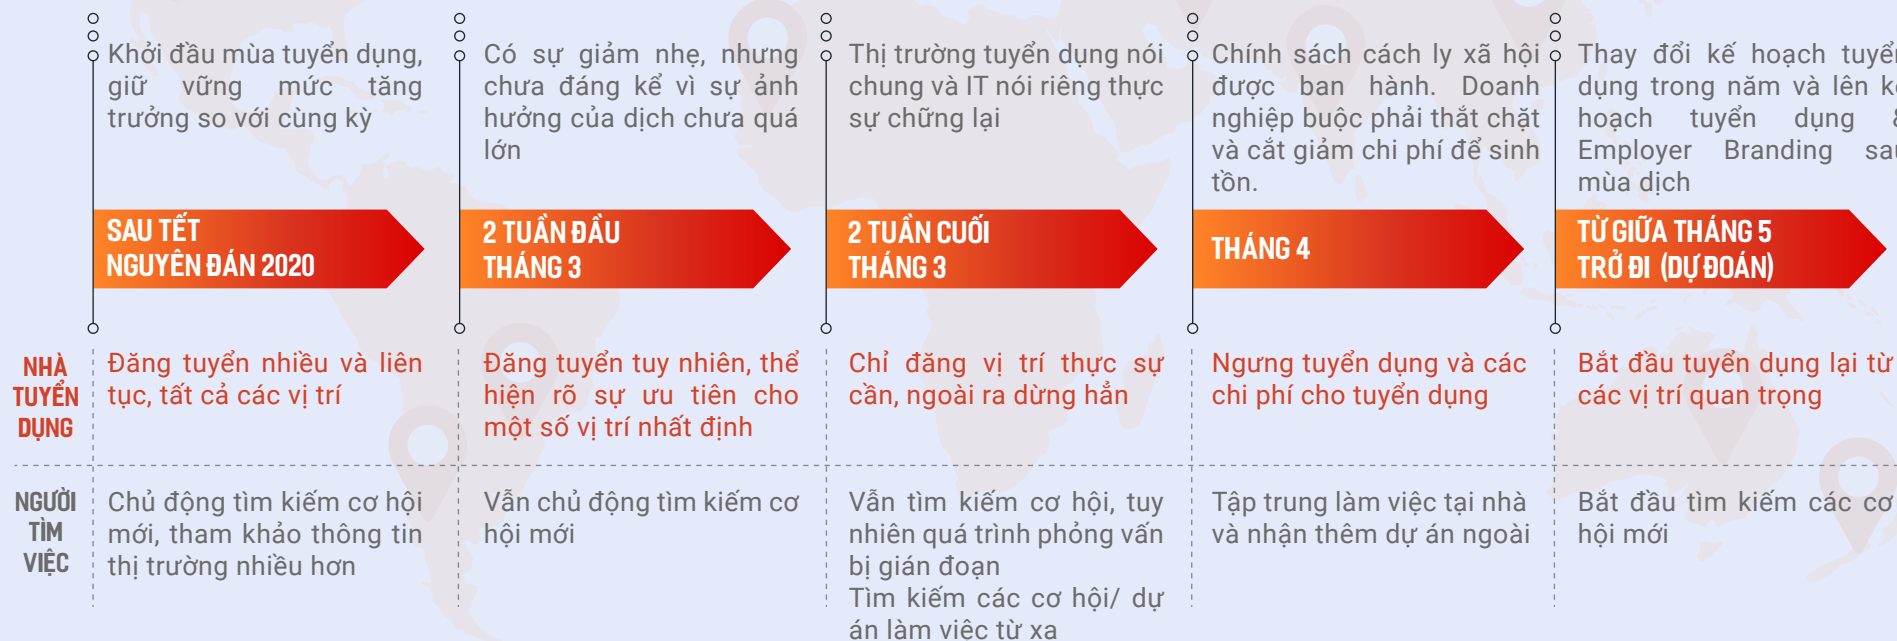 Khởi đầu mùa tuyển dụng,
giữ vững mức tăng
trưởng so với cùng kỳ
Có sự giảm nhẹ, nhưng
chưa đáng kể vì sự ảnh
hưởng của dịch chưa quá
lớn
Thị trường tuyển dụng nói
chung và IT nói riêng thực
sự chững lại
Chính sách cách ly xã hội
được ban hành. Doanh
nghiệp buộc phải thắt chặt
và cắt giảm chi phí để sinh
tồn.
Thay đổi kế hoạch tuyển
dụng trong năm và lên kế
hoạch tuyển dụng &
Employer Branding sau
mùa dịch
SAU TẾT
NGUYÊN ĐÁN 2020
2 TUẦN ĐẦU
THÁNG 3
2 TUẦN CUỐI
THÁNG 3
THÁNG 4
TỪ GIỮA THÁNG 5
TRỞ ĐI (DỰ ĐOÁN)
NHÀ
TUYỂN
DỤNG
Đăng tuyển nhiều và liên
tục, tất cả các vị trí
Đăng tuyển tuy nhiên, thể
hiện rõ sự ưu tiên cho
một số vị trí nhất định
Chỉ đăng vị trí thực sự
cần, ngoài ra dừng hẳn
Ngưng tuyển dụng và các
chi phí cho tuyển dụng
Bắt đầu tuyển dụng lại từ
các vị trí quan trọng
NGƯỜI
TÌM
VIỆC
Chủ động tìm kiếm cơ hội
mới, tham khảo thông tin
thị trường nhiều hơn
Vẫn chủ động tìm kiếm cơ
hội mới
Vẫn tìm kiếm cơ hội, tuy
nhiên quá trình phỏng vấn
bị gián đoạn
Tìm kiếm các cơ hội/ dự
án làm việc từ xa
Tập trung làm việc tại nhà
và nhận thêm dự án ngoài
Bắt đầu tìm kiếm các cơ
hội mới